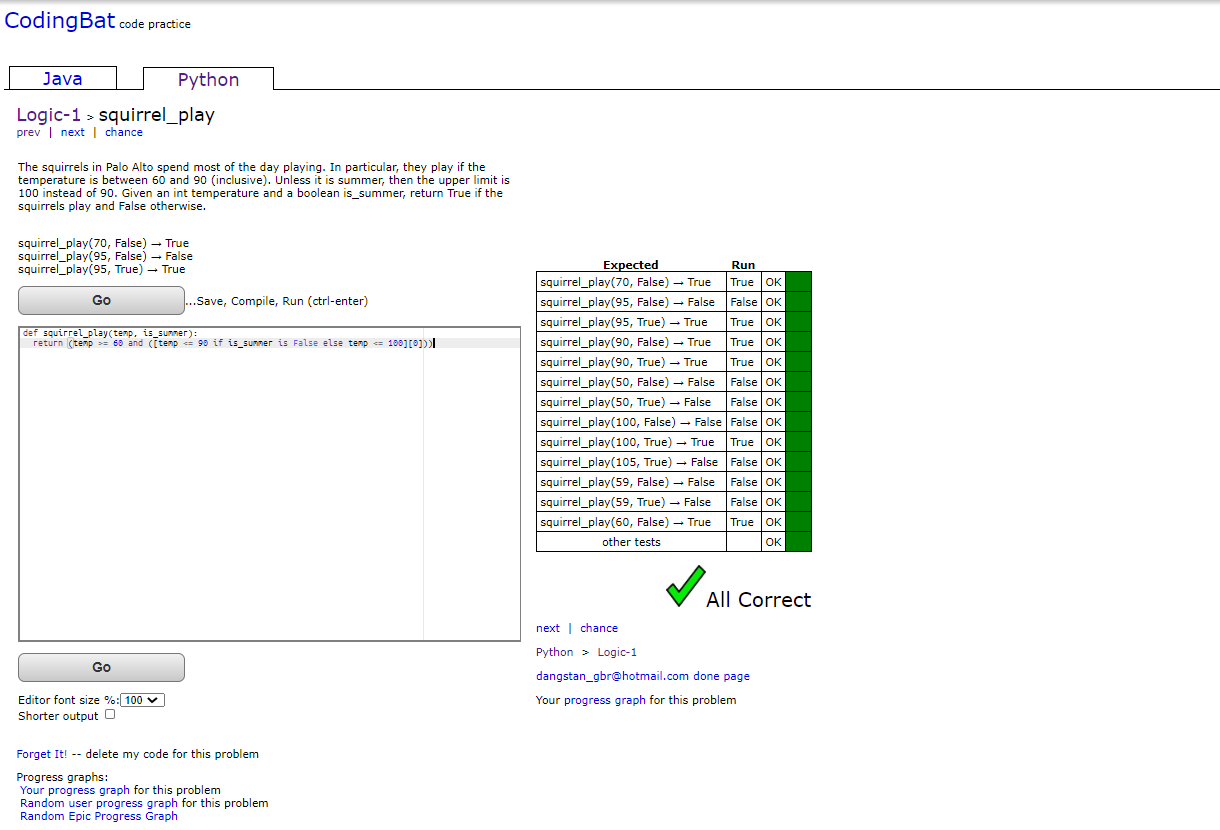 CodingBat code practice
Java
Python
Logic-1 > squirrel_play
prev | next | chance
The squirrels in Palo Alto spend most of the day playing. In particular, they play if the
temperature is between 60 and 90 (inclusive). Unless it is summer, then the upper limit is
100 instead of 90. Given an int temperature and a boolean is_summer, return True if the
squirrels play and False otherwise.
squirrel_play(70, False) → True
squirrel_play(95, False) → False
squirrel_play(95, True) → True
Go ...Save, Compile, Run (ctrl-enter)
def squirrel_play(temp, is_summer):
return (temp >= 60 and ([temp <= 90 if is_summer is False else temp <= 100][0]))
Go
Editor font size %: 100
Shorter output
Forget It! -- delete my code for this problem
Progress graphs:
Your progress graph for this problem
Random user progress graph for this problem
Random Epic Progress Graph
Expected Run
squirrel_play(70, False) → True True OK
squirrel_play(95, False) → False False OK
squirrel_play(95, True) → True True OK
squirrel_play(90, False) → True True OK
squirrel_play(90, True) → True True OK
squirrel_play(50, False) → False False OK
squirrel_play(50, True) → False False OK
squirrel_play(100, False) → False False OK
squirrel_play(100, True) → True True OK
squirrel_play(105, True) → False False OK
squirrel_play(59, False) → False False OK
squirrel_play(59, True) → False False OK
squirrel_play(60, False) → True True OK
other tests OK
All Correct
next | chance
Python > Logic-1
dangstan_gbr@hotmail.com done page
Your progress graph for this problem